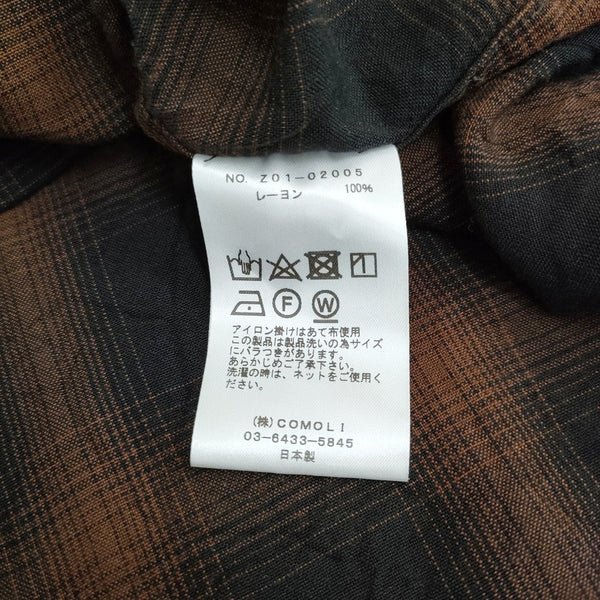 NO. Z01-02005
レーヨン 100%
F W
アイロン掛けはあて布使用
この製品は製品洗いの為サイズ
にバラつきがあります。
あらかじめご了承下さい。
洗濯の時は、ネットをご使用く
ださい。
(株)COMOLI
03-6433-5845
日本製